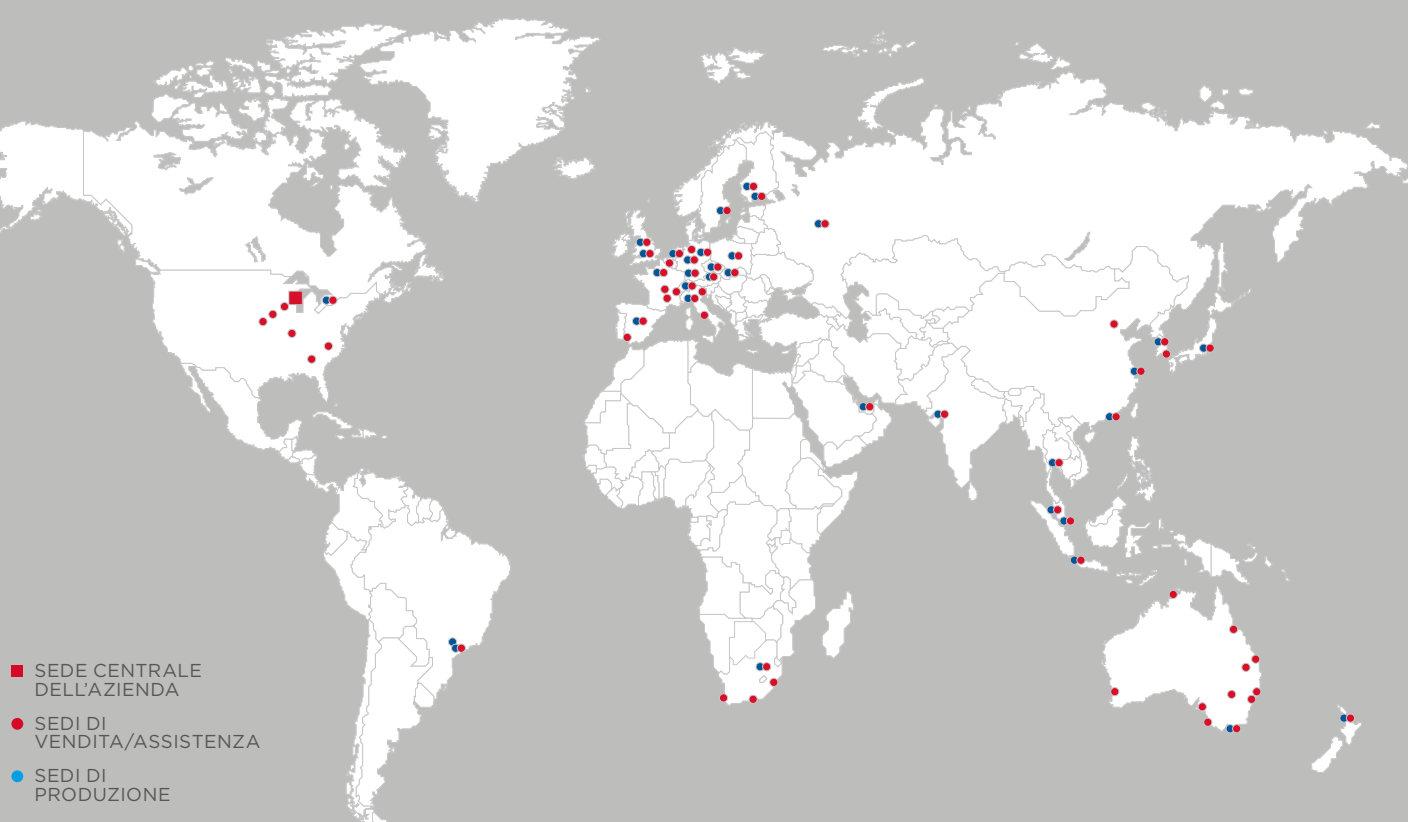 SEDE CENTRALE
DELL'AZIENDA
SEDI DI
VENDITA/ASSISTENZA
SEDI DI
PRODUZIONE